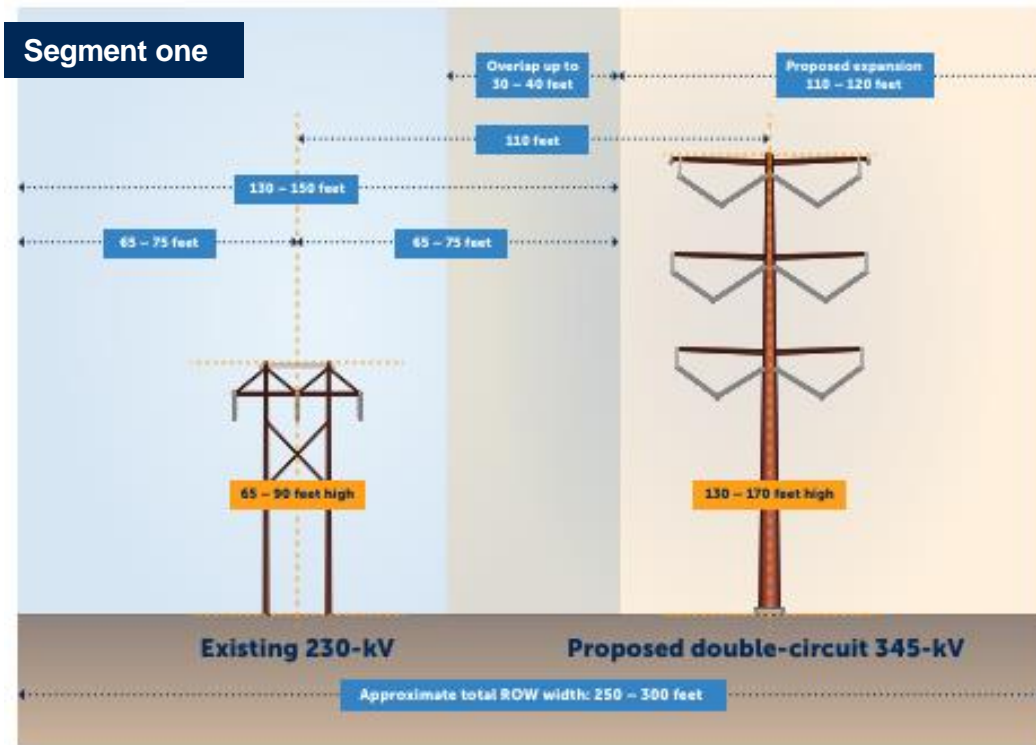 Segment one
Overlap up to
30 – 40 feet
Proposed expansion
110 – 120 feet
110 feet
130 – 150 feet
65 – 75 feet
65 – 75 feet
65 – 90 feet high
130 – 170 feet high
Existing 230-kV
Proposed double-circuit 345-kV
Approximate total ROW width: 250 – 300 feet